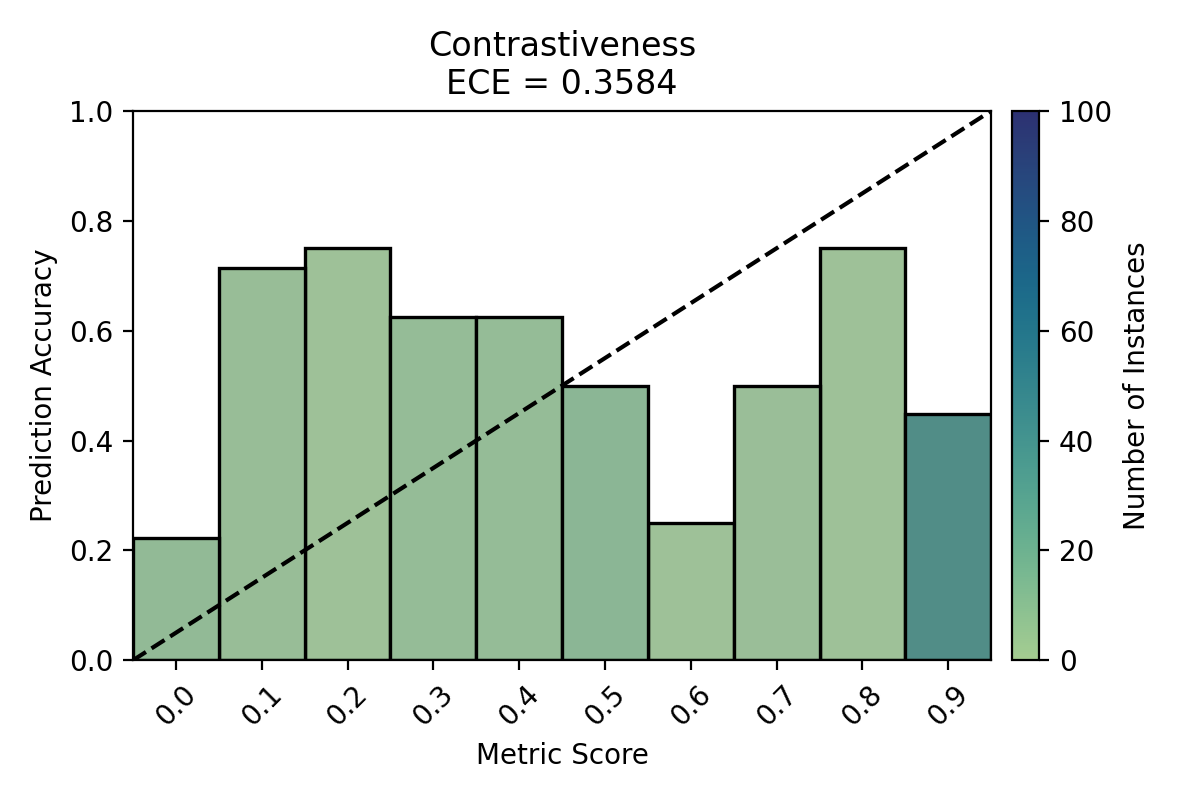 Contrastiveness
ECE = 0.3584
Prediction Accuracy
1.0
0.8
0.6
0.4
0.2
0.0
0.0 0.1 0.2 0.3 0.4 0.5 0.6 0.7 0.8 0.9
Metric Score
100
80
60
40
20
0
Number of Instances